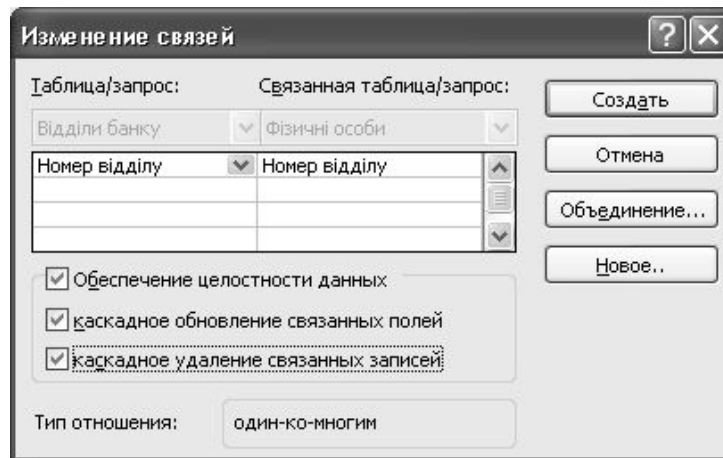 Изменение связей
Таблица/запрос: Связанная таблица/запрос:
Відділи банку Фізичні особи
Номер відділу Номер відділу
Обеспечение целостности данных
каскадное обновление связанных полей
каскадное удаление связанных записей
Тип отношения: один-ко-многим
Создать
Отмена
Объединение...
Новое..